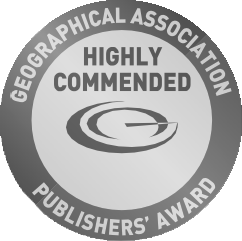 GEOGRAPHICAL ASSOCIATION
HIGHLY
COMMENDED
PUBLISHERS' AWARD